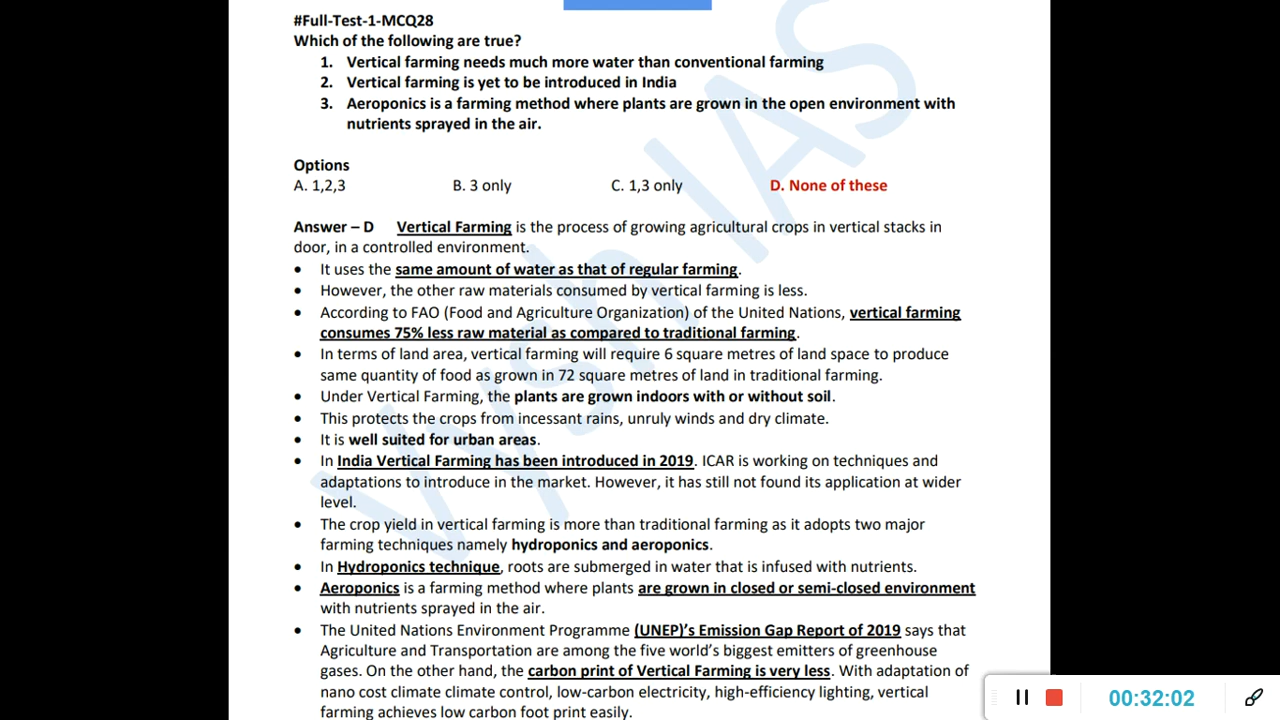 #Full-Test-1-MCQ28
Which of the following are true?
1. Vertical farming needs much more water than conventional farming
2. Vertical farming is yet to be introduced in India
3. Aeroponics is a farming method where plants are grown in the open environment with
nutrients sprayed in the air.
Options
A. 1,2,3 B. 3 only C. 1,3 only D. None of these
Answer – D Vertical Farming is the process of growing agricultural crops in vertical stacks in
door, in a controlled environment.
• It uses the same amount of water as that of regular farming.
• However, the other raw materials consumed by vertical farming is less.
• According to FAO (Food and Agriculture Organization) of the United Nations, vertical farming
consumes 75% less raw material as compared to traditional farming.
• In terms of land area, vertical farming will require 6 square metres of land space to produce
same quantity of food as grown in 72 square metres of land in traditional farming.
• Under Vertical Farming, the plants are grown indoors with or without soil.
• This protects the crops from incessant rains, unruly winds and dry climate.
• It is well suited for urban areas.
• In India Vertical Farming has been introduced in 2019. ICAR is working on techniques and
adaptations to introduce in the market. However, it has still not found its application at wider
level.
• The crop yield in vertical farming is more than traditional farming as it adopts two major
farming techniques namely hydroponics and aeroponics.
• In Hydroponics technique, roots are submerged in water that is infused with nutrients.
• Aeroponics is a farming method where plants are grown in closed or semi-closed environment
with nutrients sprayed in the air.
• The United Nations Environment Programme (UNEP)'s Emission Gap Report of 2019 says that
Agriculture and Transportation are among the five world's biggest emitters of greenhouse
gases. On the other hand, the carbon print of Vertical Farming is very less. With adaptation of
nano cost climate climate control, low-carbon electricity, high-efficiency lighting, vertical
farming achieves low carbon foot print easily.
Vysh IAS
00:32:02